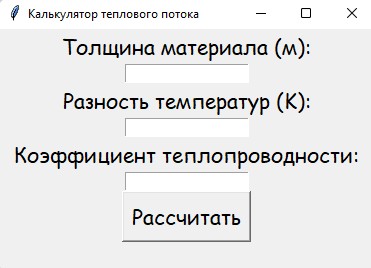 Калькулятор теплового потока
Толщина материала (м):
Разность температур (К):
Коэффициент теплопроводности:
Рассчитать